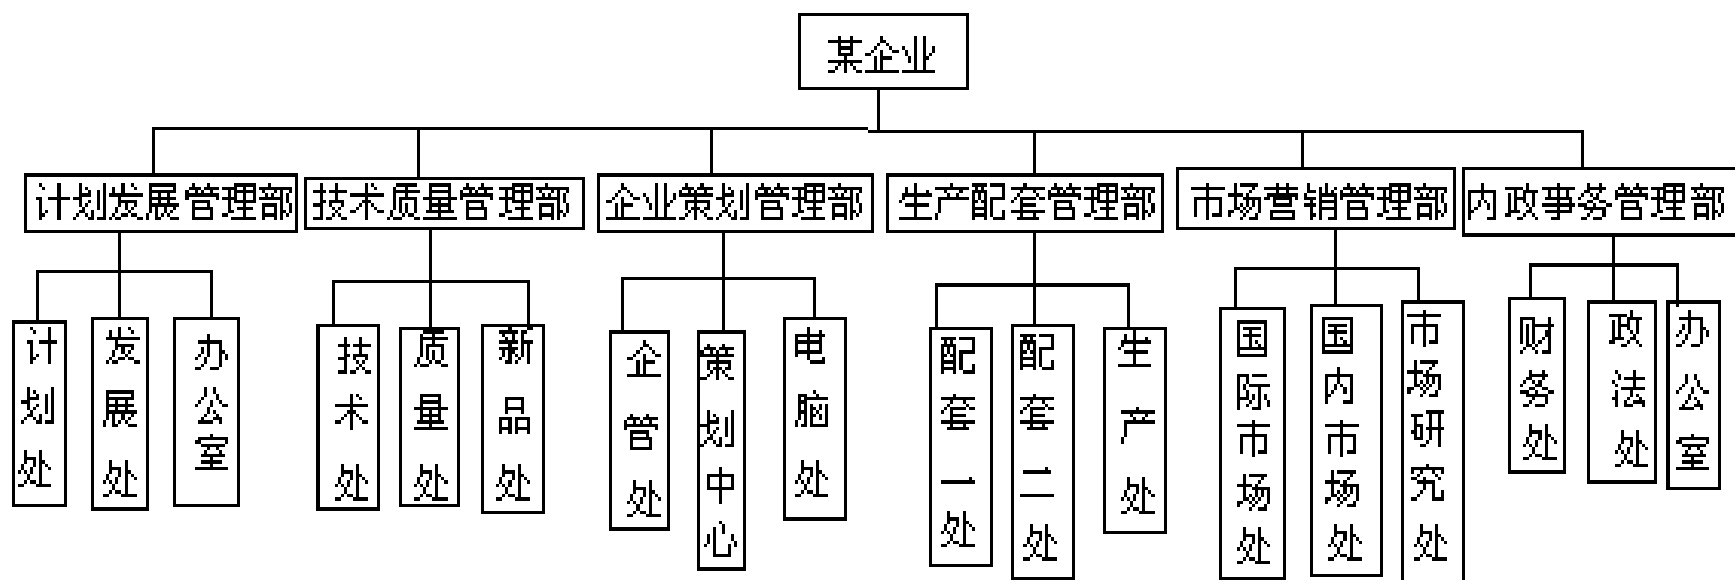 某企业
计划发展管理部
技术质量管理部
企业策划管理部
生产配套管理部
市场营销管理部
内政事务管理部
计划处
发展处
办公室
技术处
质量处
新品处
企管处
策划中心
电脑处
配套一处
配套二处
生产处
国际市场处
国内市场处
市场研究处
财务处
政法处
办公室